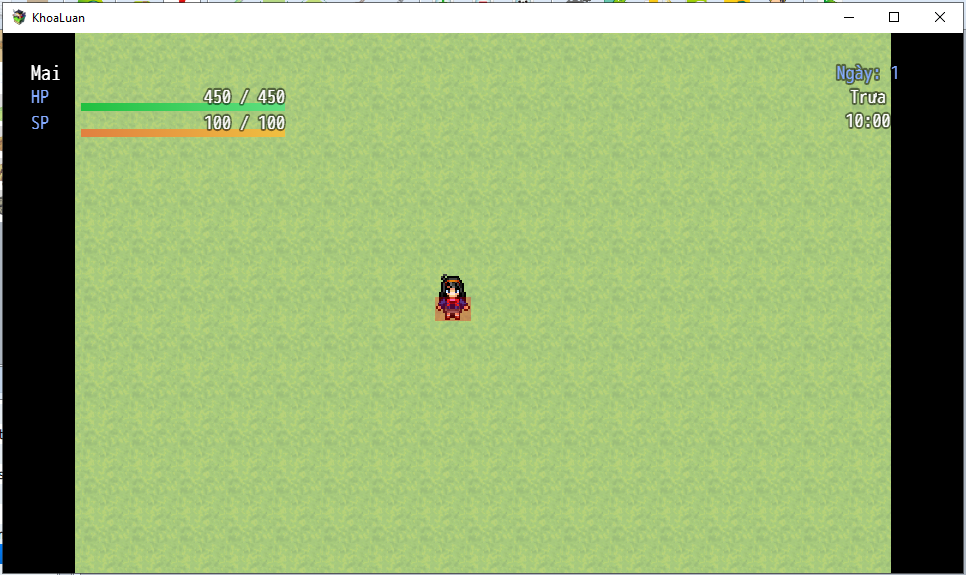 KhoaLuan
Mai
HP 450 / 450
SP 100 / 100
Ngày: 1
Trưa
10:00